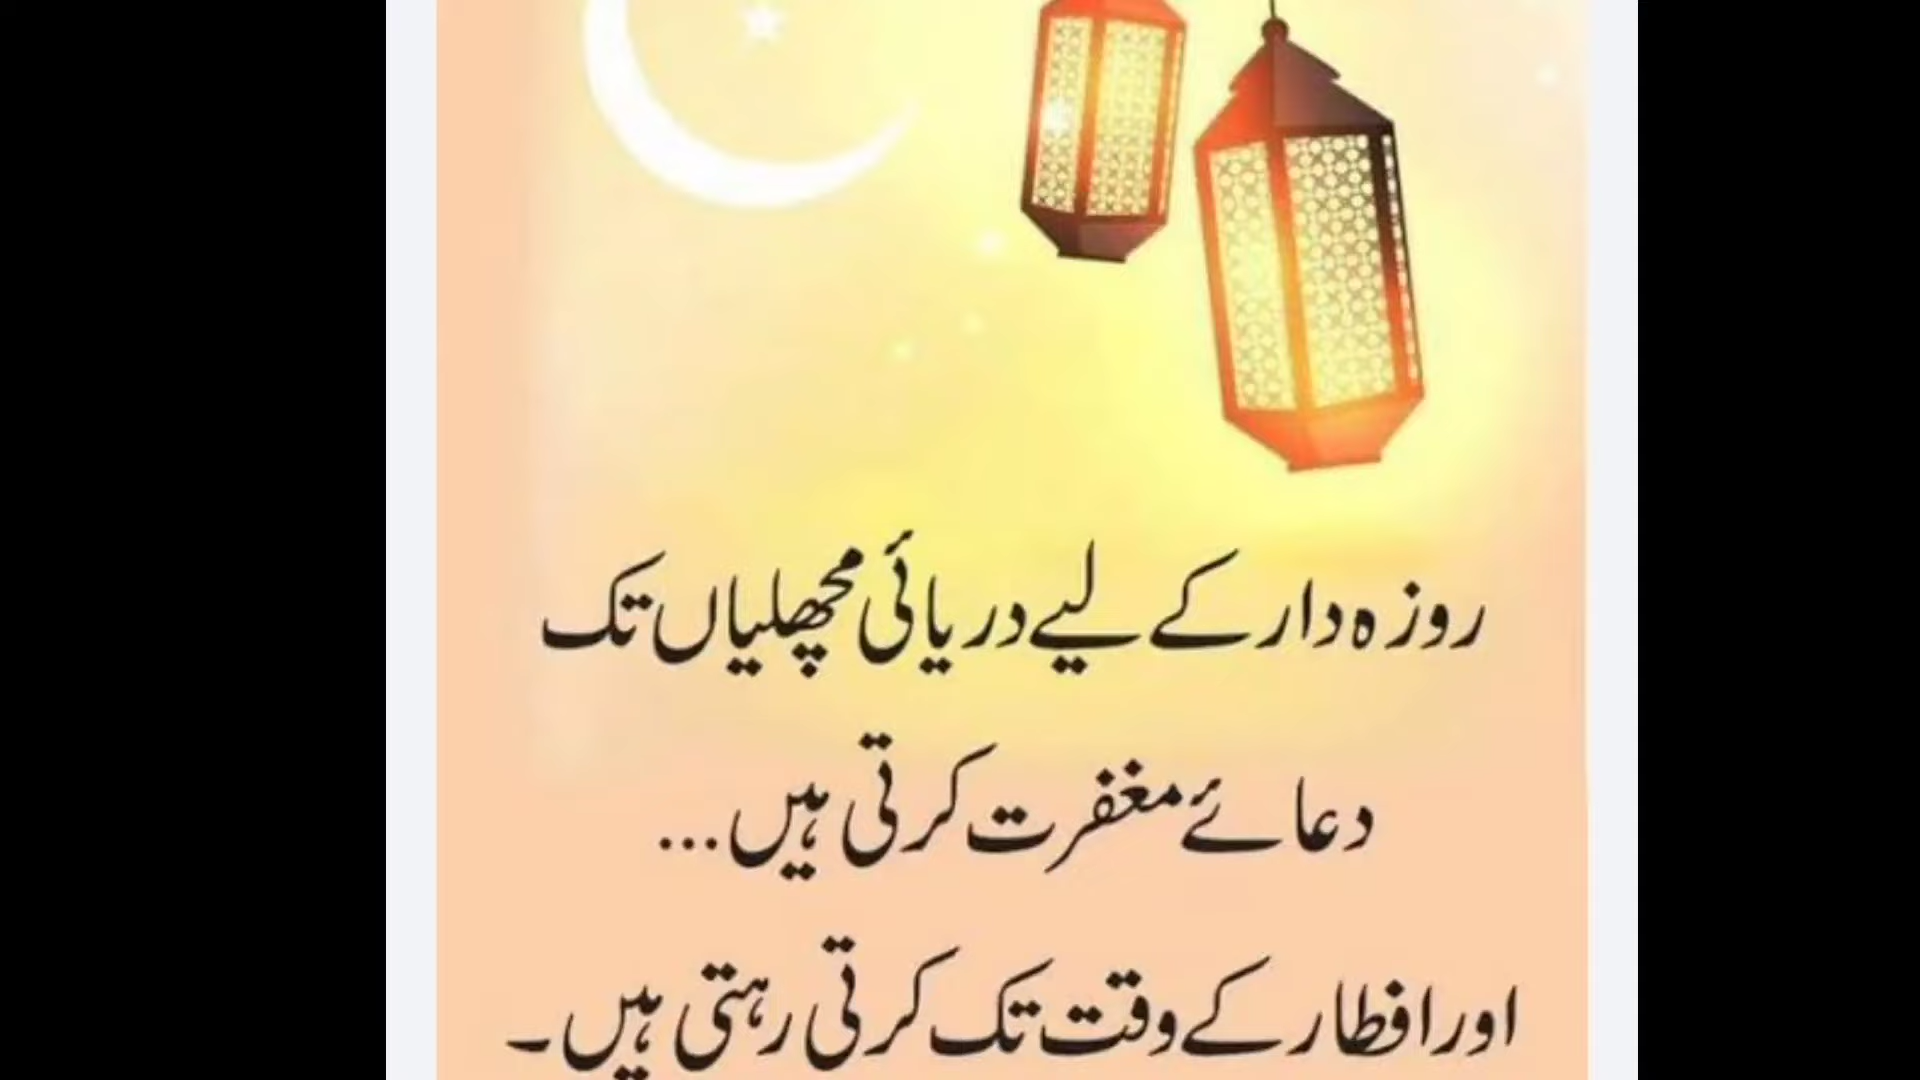 روزہ دار کے لیے دریائی مچھلیاں تک
دعائے مغفرت کرتی ہیں...
اور افطار کے وقت تک کرتی رہتی ہیں۔